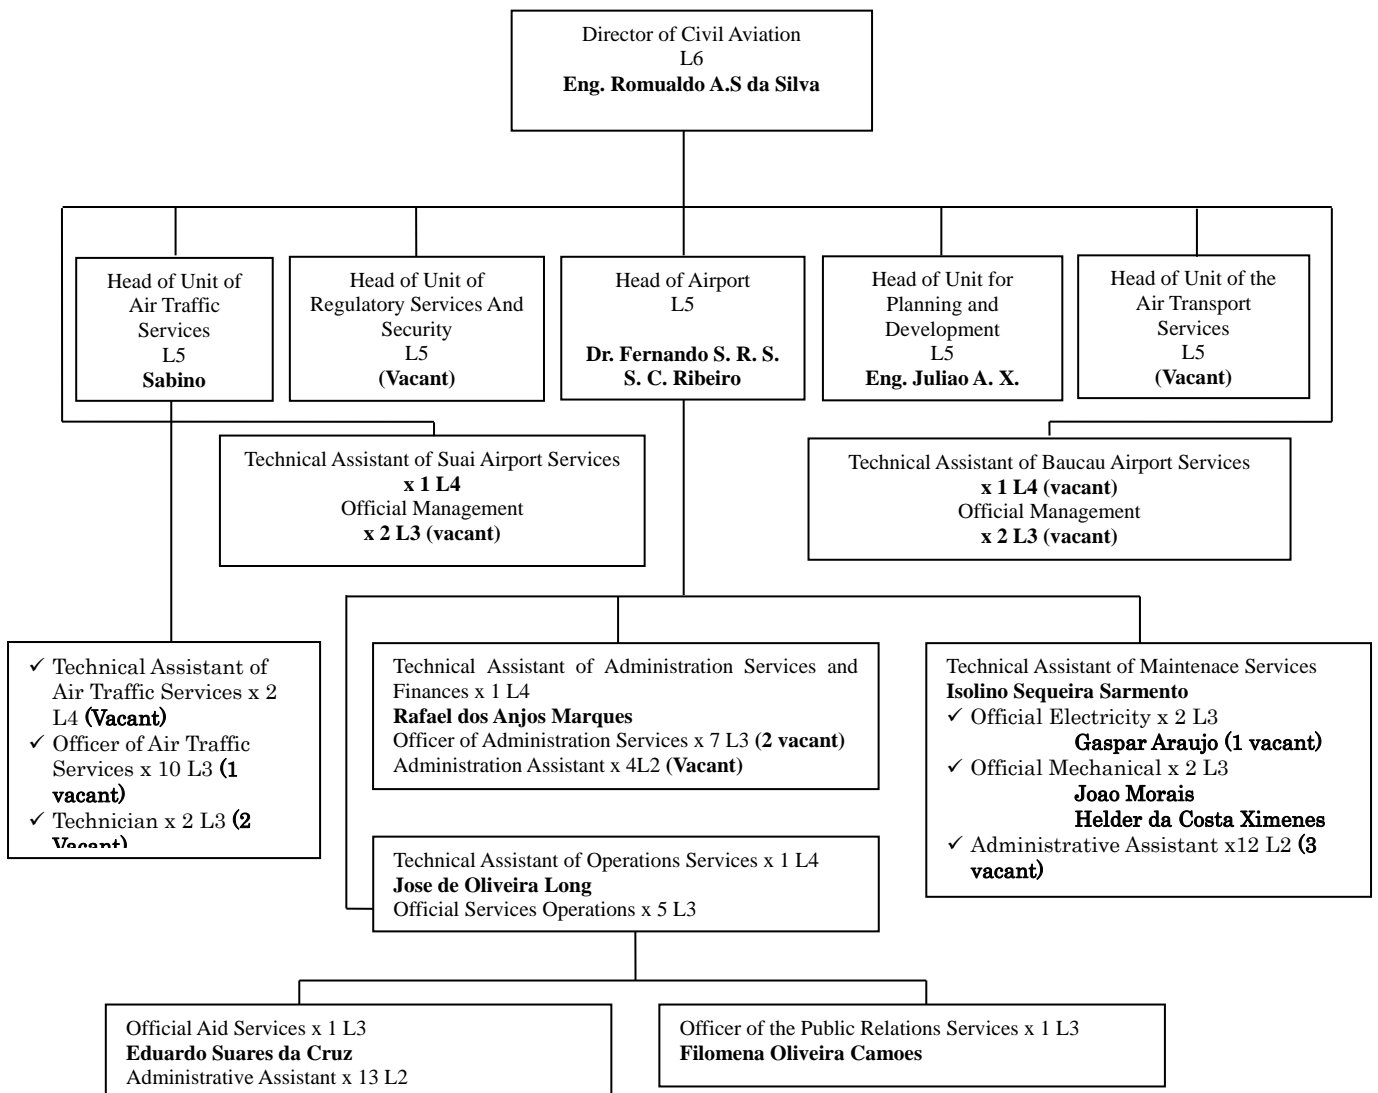 Director of Civil Aviation
L6
Eng. Romualdo A.S da Silva
Head of Unit of
Air Traffic
Services
L5
Sabino
Head of Unit of
Regulatory Services And
Security
L5
(Vacant)
Head of Airport
L5
Dr. Fernando S. R. S.
S. C. Ribeiro
Head of Unit for
Planning and
Development
L5
Eng. Juliao A. X.
Head of Unit of the
Air Transport
Services
L5
(Vacant)
Technical Assistant of Suai Airport Services
x 1 L4
Official Management
x 2 L3 (vacant)
Technical Assistant of Baucau Airport Services
x 1 L4 (vacant)
Official Management
x 2 L3 (vacant)
✓ Technical Assistant of
Air Traffic Services x 2
L4 (Vacant)
✓ Officer of Air Traffic
Services x 10 L3 (1
vacant)
✓ Technician x 2 L3 (2
Vacant)
Technical Assistant of Administration Services and
Finances x 1 L4
Rafael dos Anjos Marques
Officer of Administration Services x 7 L3 (2 vacant)
Administration Assistant x 4L2 (Vacant)
Technical Assistant of Maintenace Services
Isolino Sequeira Sarmento
✓ Official Electricity x 2 L3
Gaspar Araujo (1 vacant)
✓ Official Mechanical x 2 L3
Joao Morais
Helder da Costa Ximenes
✓ Administrative Assistant x12 L2 (3
vacant)
Technical Assistant of Operations Services x 1 L4
Jose de Oliveira Long
Official Services Operations x 5 L3
Official Aid Services x 1 L3
Eduardo Suares da Cruz
Administrative Assistant x 13 L2
Officer of the Public Relations Services x 1 L3
Filomena Oliveira Camoes